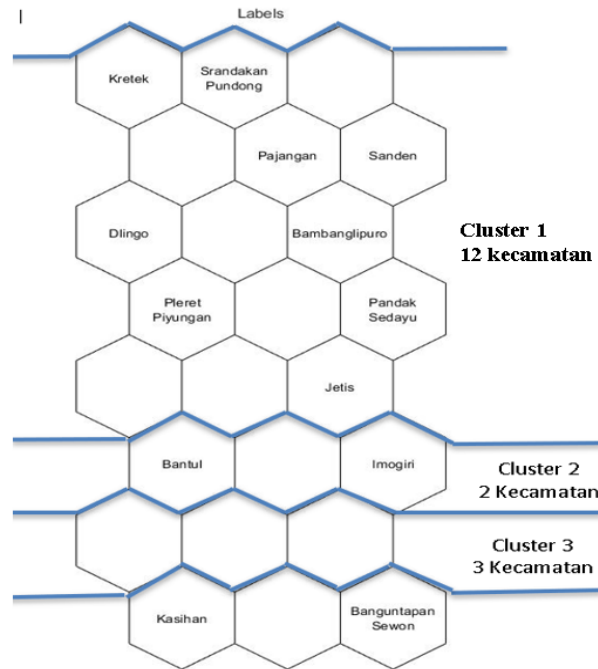 Labels
Kretek
Srandakan
Pundong
Pajangan
Sanden
Dlingo
Bambanglipuro
Cluster 1
12 kecamatan
Pleret
Piyungan
Pandak
Sedayu
Jetis
Bantul
Imogiri
Cluster 2
2 Kecamatan
Cluster 3
3 Kecamatan
Kasihan
Banguntapan
Sewon